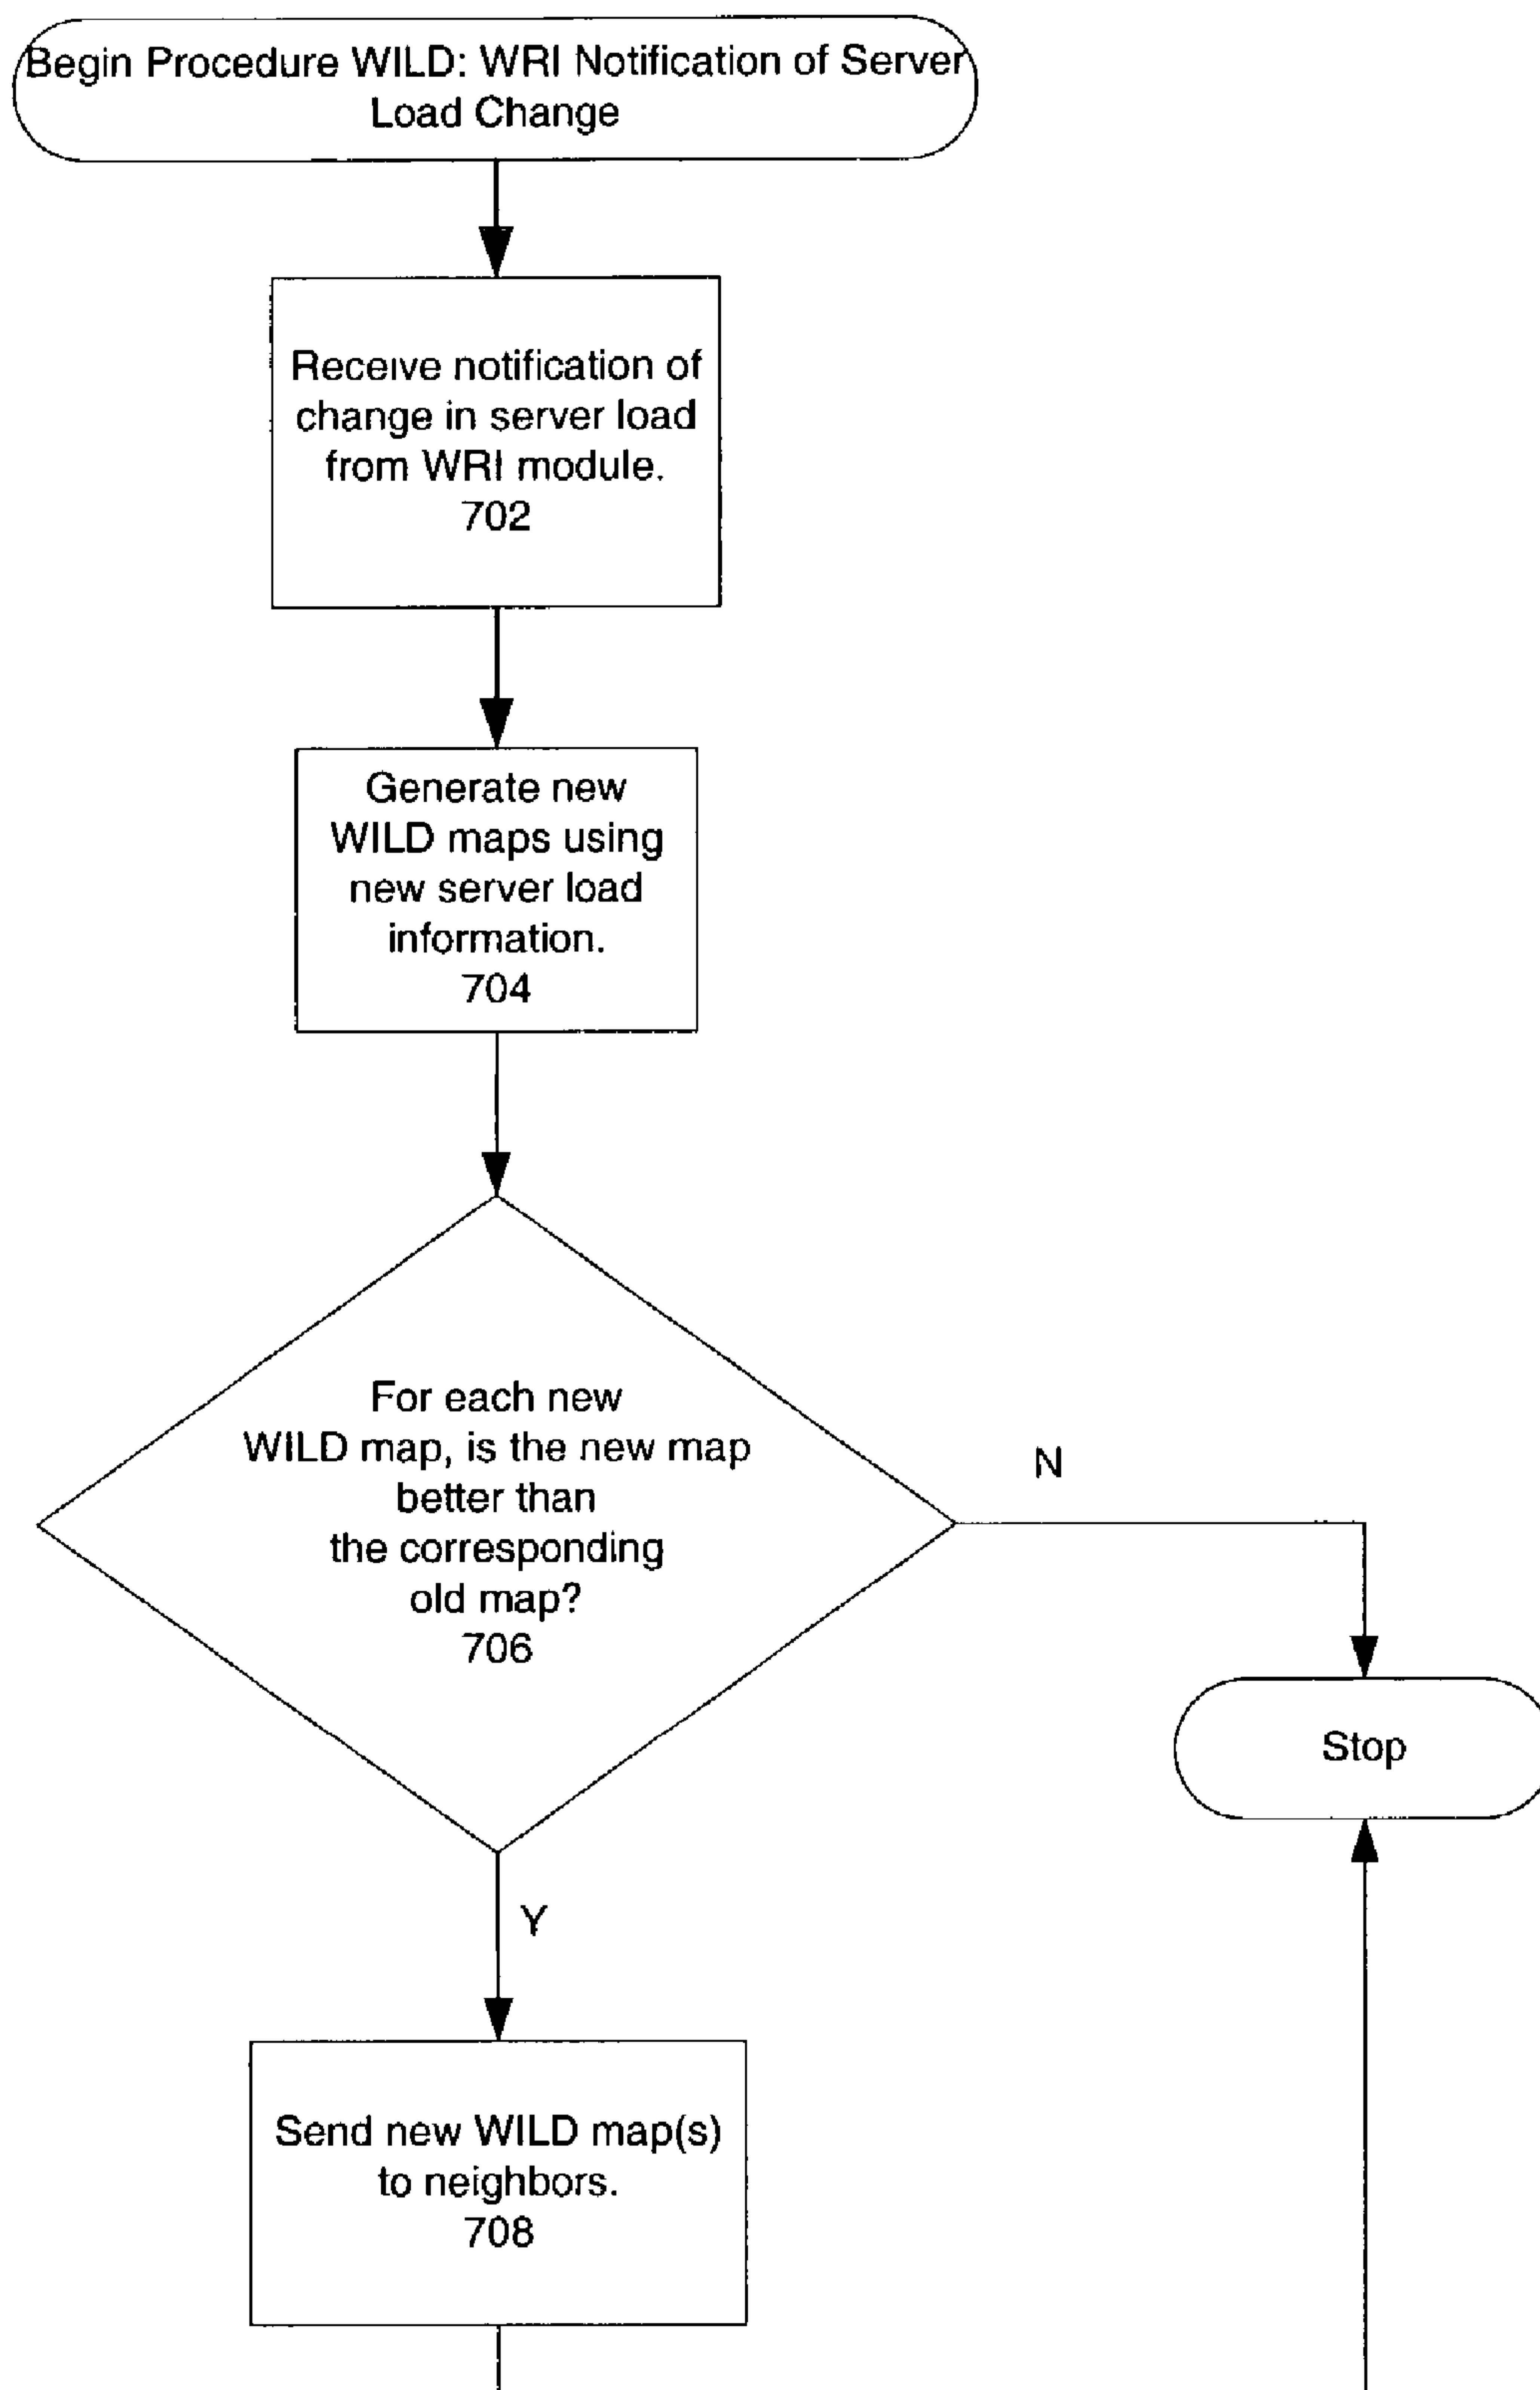 Begin Procedure WILD: WRI Notification of Server
Load Change
Receive notification of
change in server load
from WRI module.
702
Generate new
WILD maps using
new server load
information.
704
For each new
WILD map, is the new map
better than
the corresponding
old map?
706
N
Stop
Y
Send new WILD map(s)
to neighbors.
708